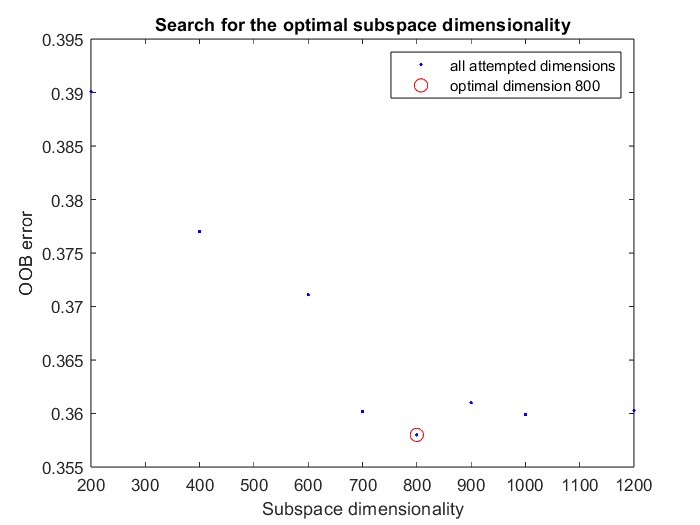 Search for the optimal subspace dimensionality
0.395
all attempted dimensions
optimal dimension 800
0.39
0.385
0.38
0.375
0.37
0.365
0.36
0.355
OOB error
200 300 400 500 600 700 800 900 1000 1100 1200
Subspace dimensionality